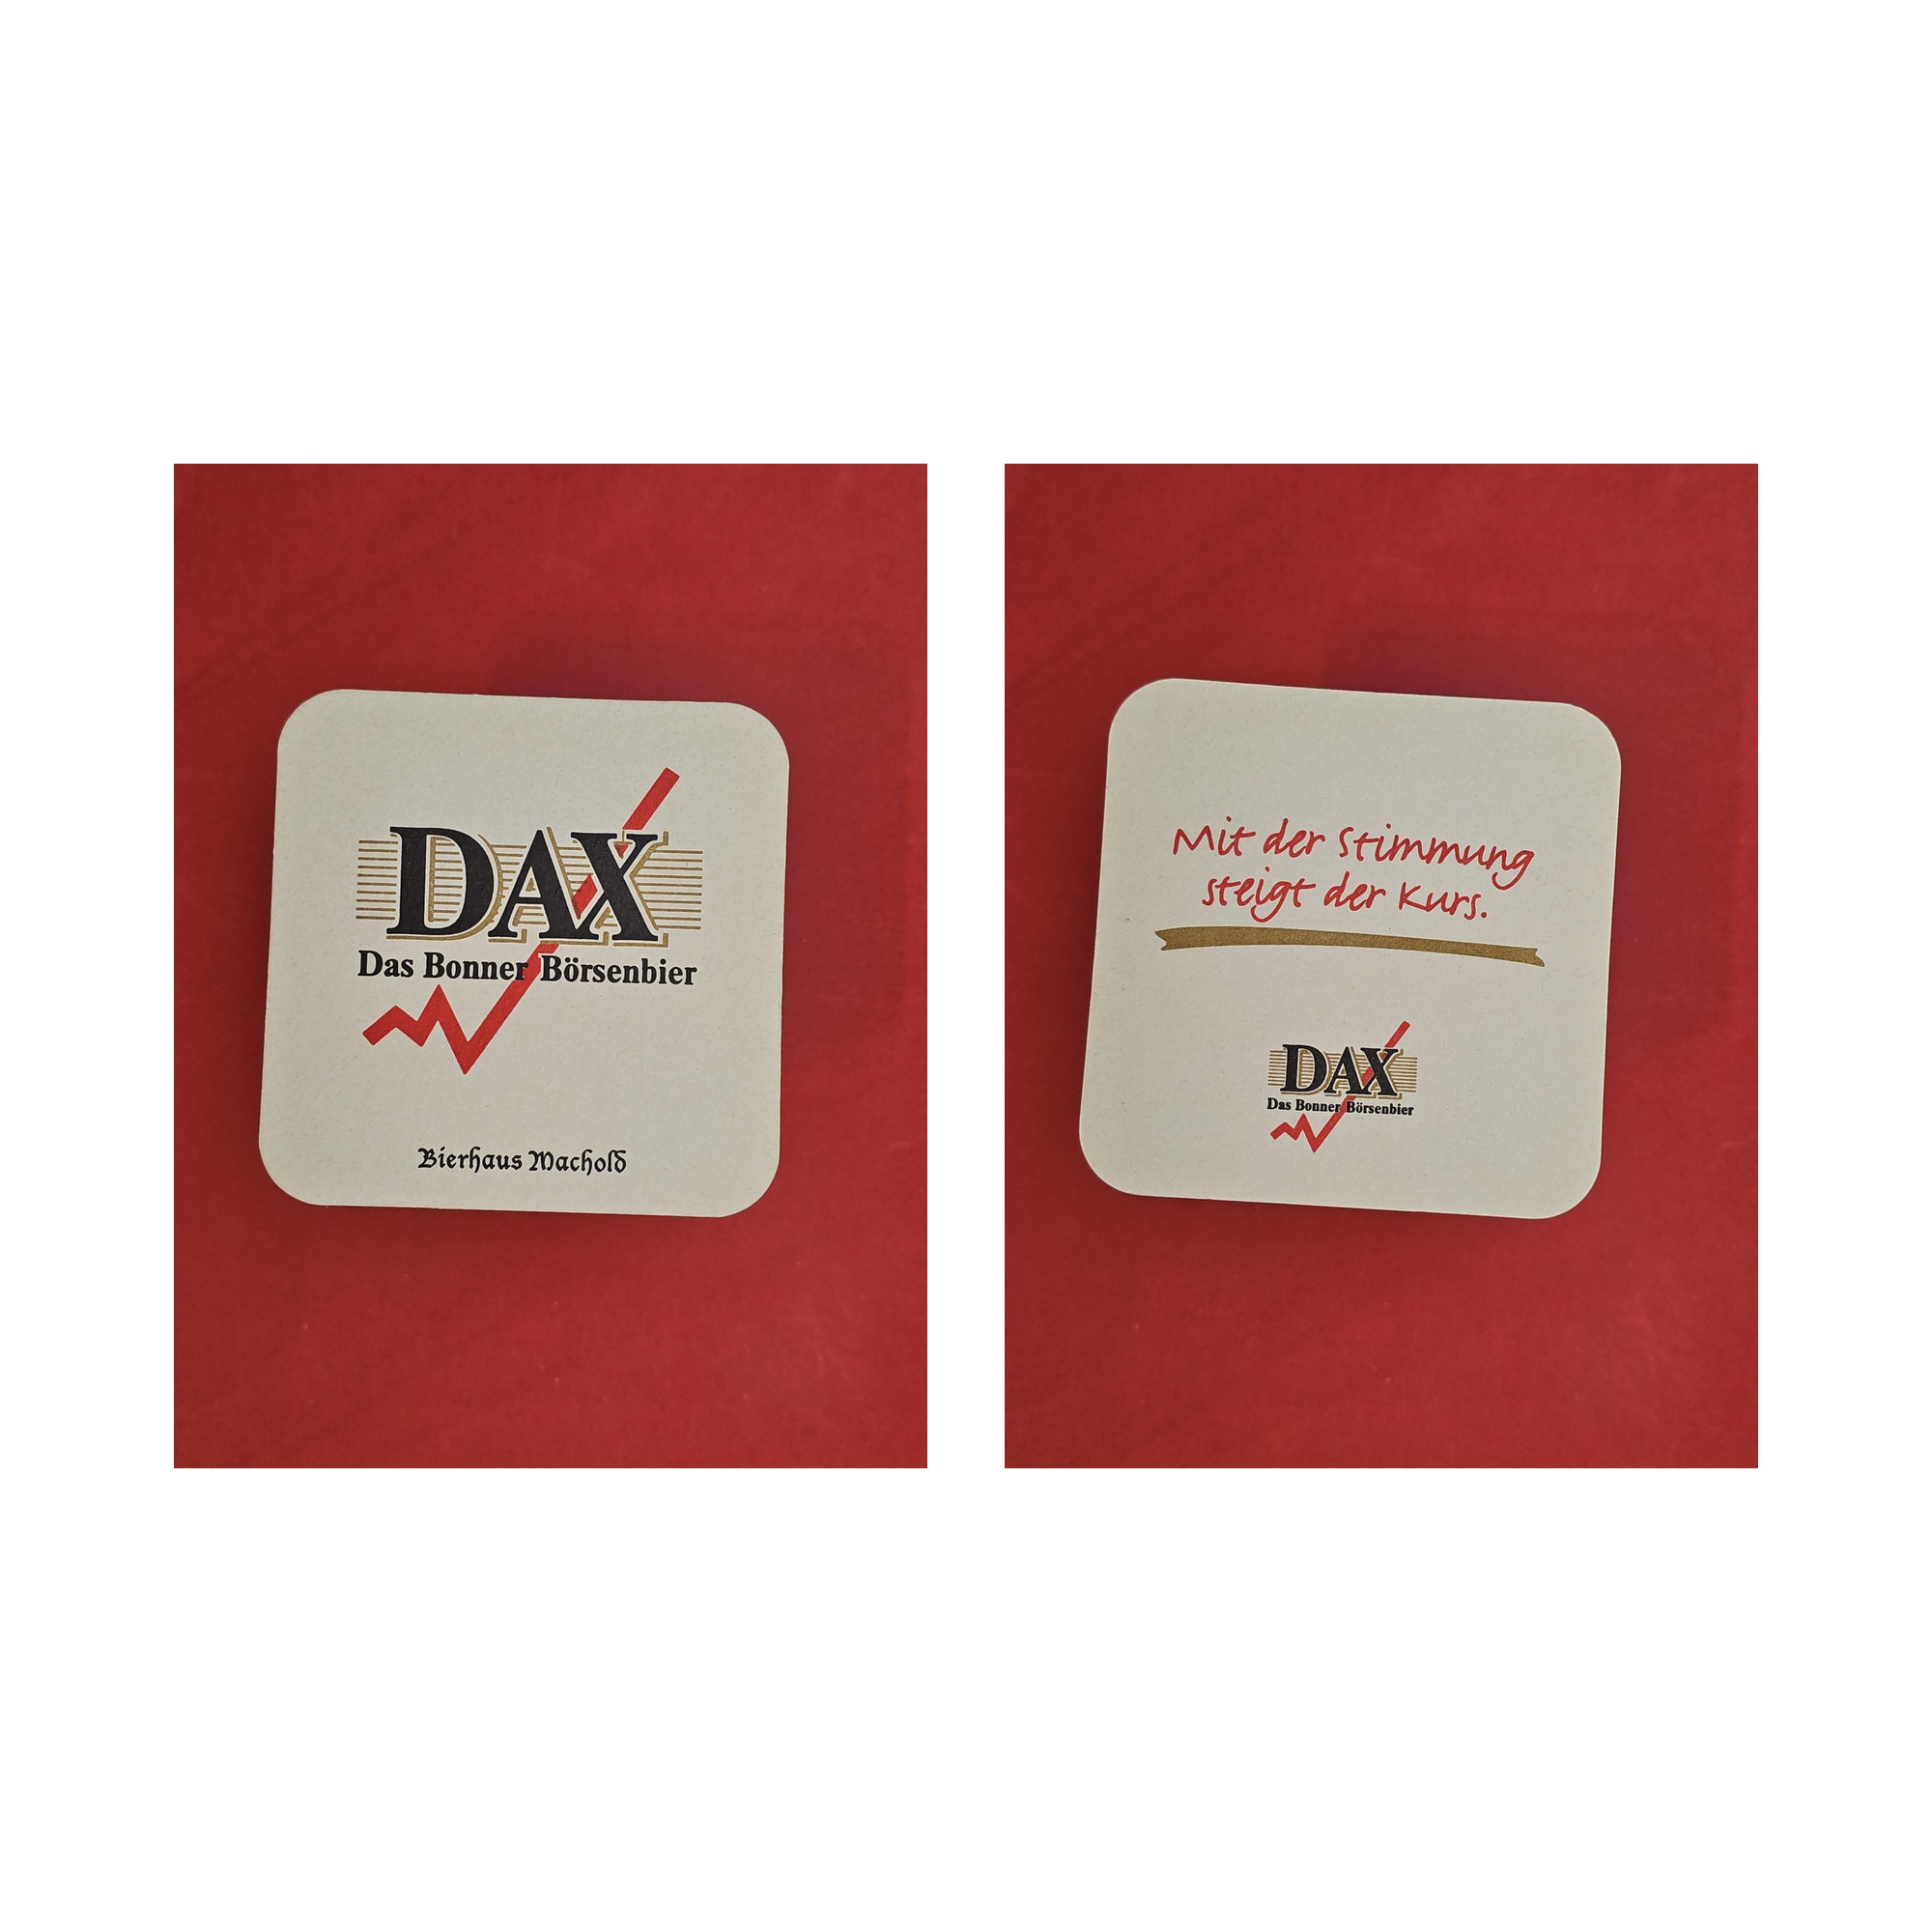 DAX
Das Bonner Börsenbier
Bierhaus Machold
Mit der Stimmung
steigt der Kurs.
DAX
Das Bonner Börsenbier